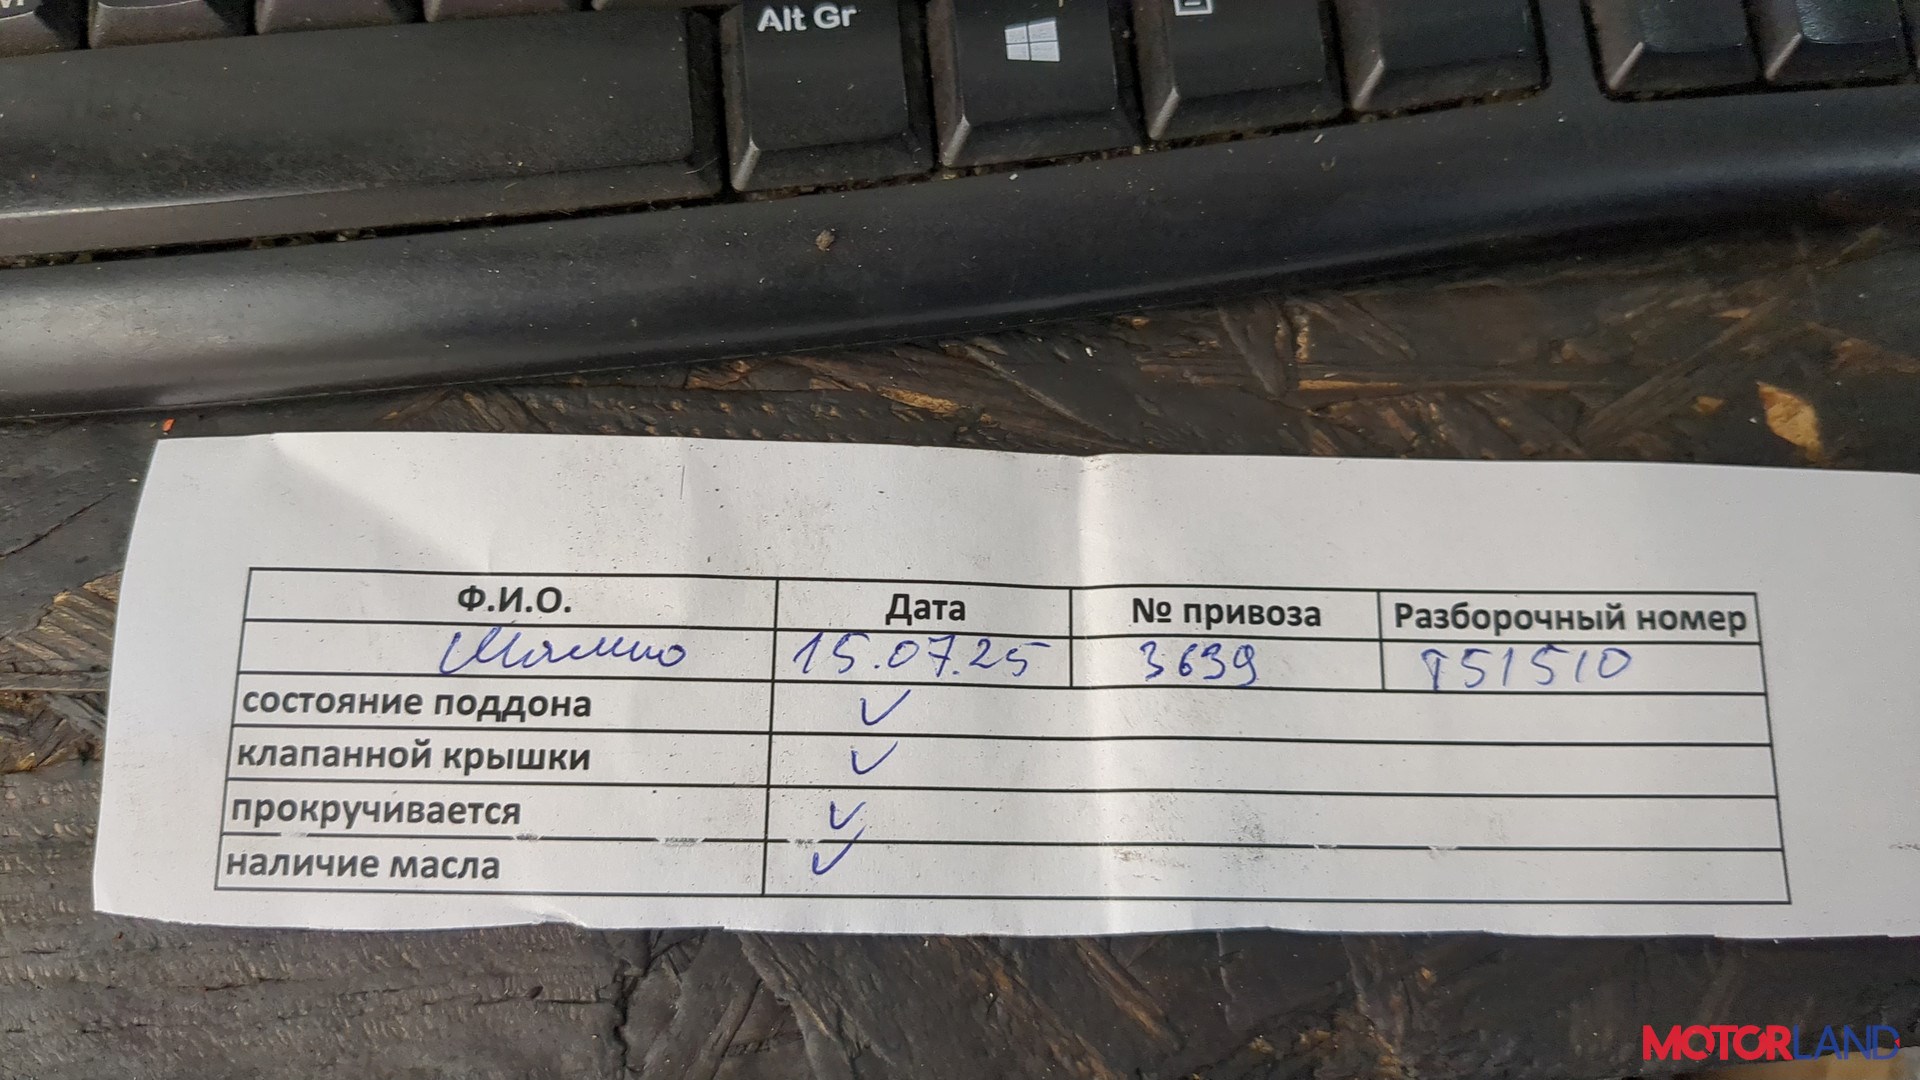 Alt Gr
Ф.И.О. Дата № привоза Разборочный номер
15.07.25 3639 T51510
состояние поддона ✓
клапанной крышки ✓
прокручивается ✓
наличие масла ✓
MOTORLAND